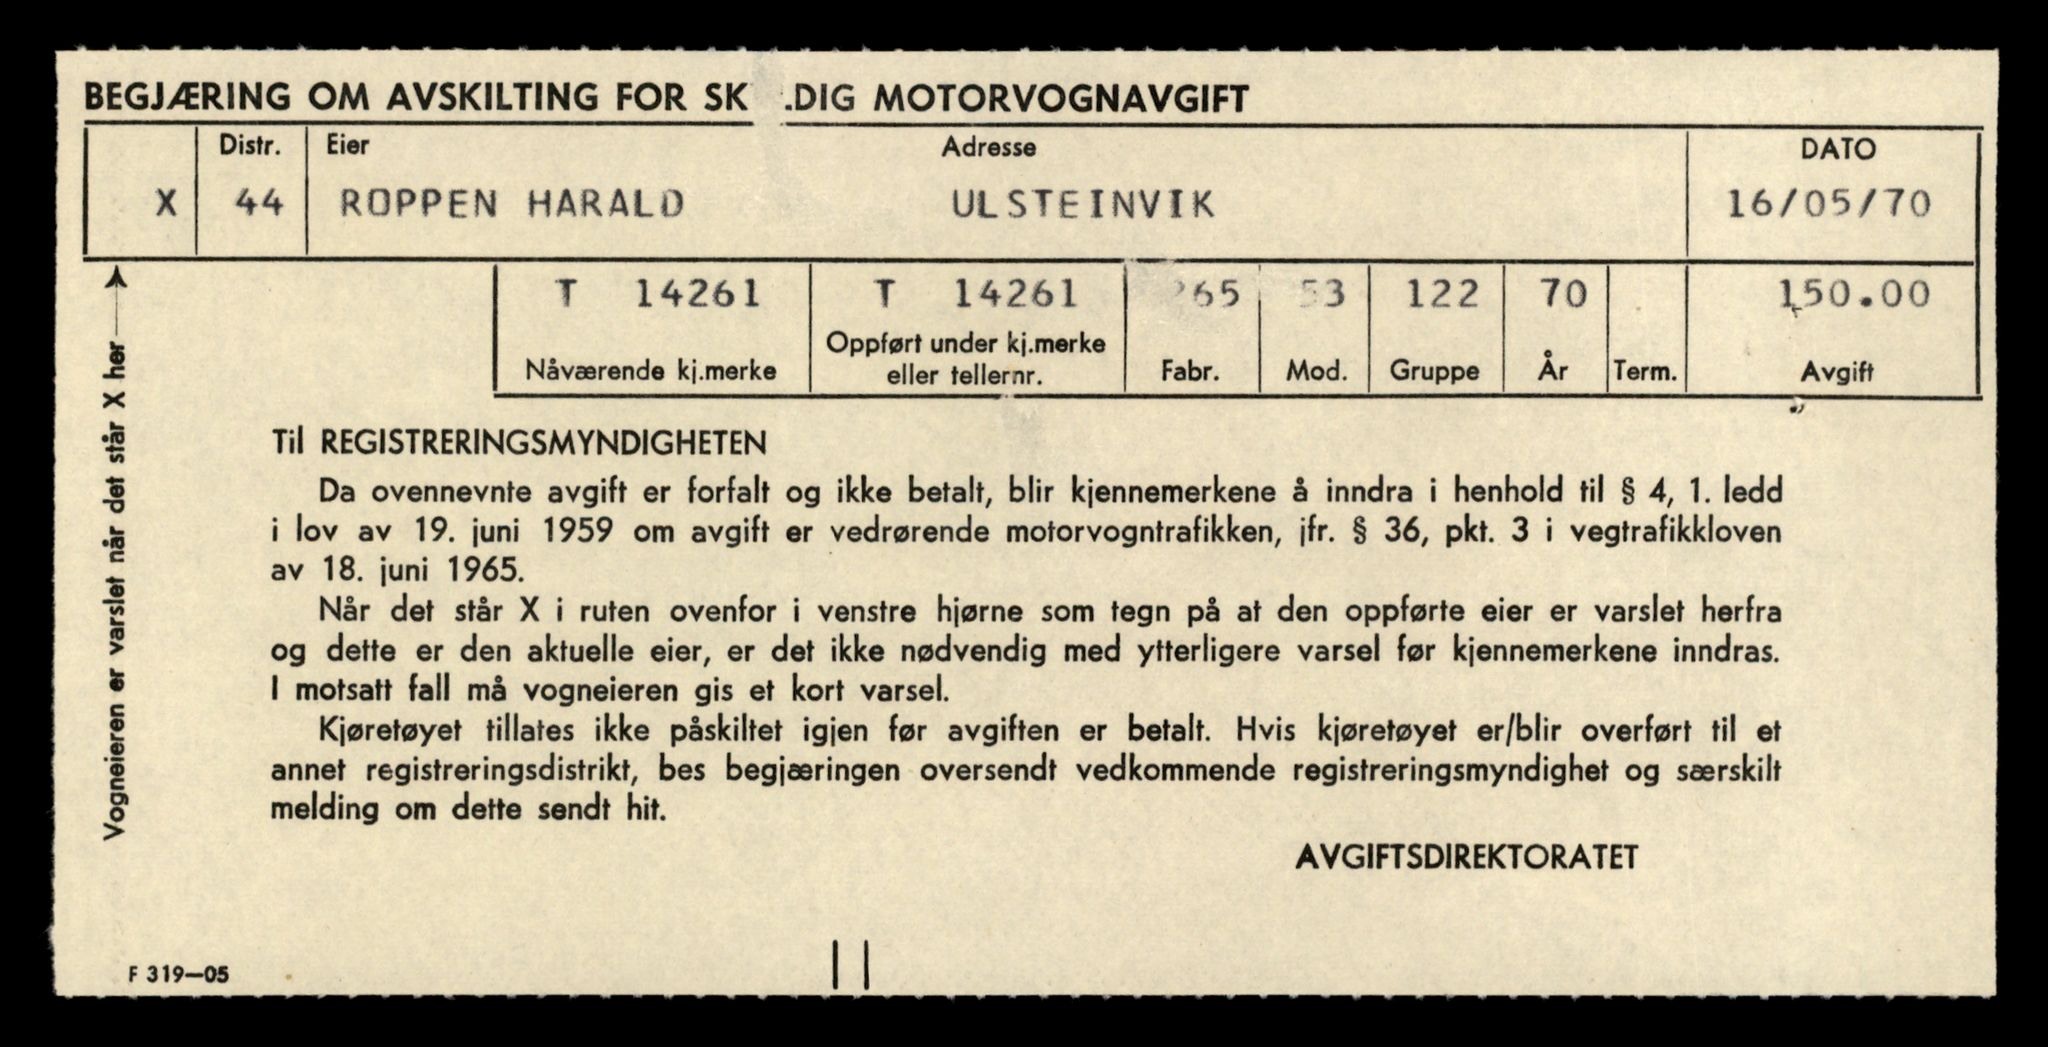 BEGJÆRING OM AVSKILTING FOR MOTORVOGNAVGIFT
Distr. Eier Adresse DATO
X 44 ROPPEN HARALD ULSTEINVIK 16/05/70
T 14261 T 14261 122 70 150.00
Oppført under kj.merke
Nåværende kj.merke eller tellernr. Fabr. Mod. Gruppe År Term. Avgift
Vogneieren er varslet når det står X her
Til REGISTRERINGSMYNDIGHETEN
Da ovennevnte avgift er forfalt og ikke betalt, blir kjennemerkene å inndra i henhold til § 4, 1. ledd
i lov av 19. juni 1959 om avgift er vedrørende motorvogntrafikken, jfr. § 36, pkt. 3 i vegtrafikkloven
av 18. juni 1965.
Når det står X i ruten ovenfor i venstre hjørne som tegn på at den oppførte eier er varslet herfra
og dette er den aktuelle eier, er det ikke nødvendig med ytterligere varsel før kjennemerkene inndras.
I motsatt fall må vogneieren gis et kort varsel.
Kjøretøyet tillates ikke påskiltet igjen før avgiften er betalt. Hvis kjøretøyet er/blir overført til et
annet registreringsdistrikt, bes begjæringen oversendt vedkommende registreringsmyndighet og særskilt
melding om dette sendt hit.
AVGIFTSDIREKTORATET
F 319—05